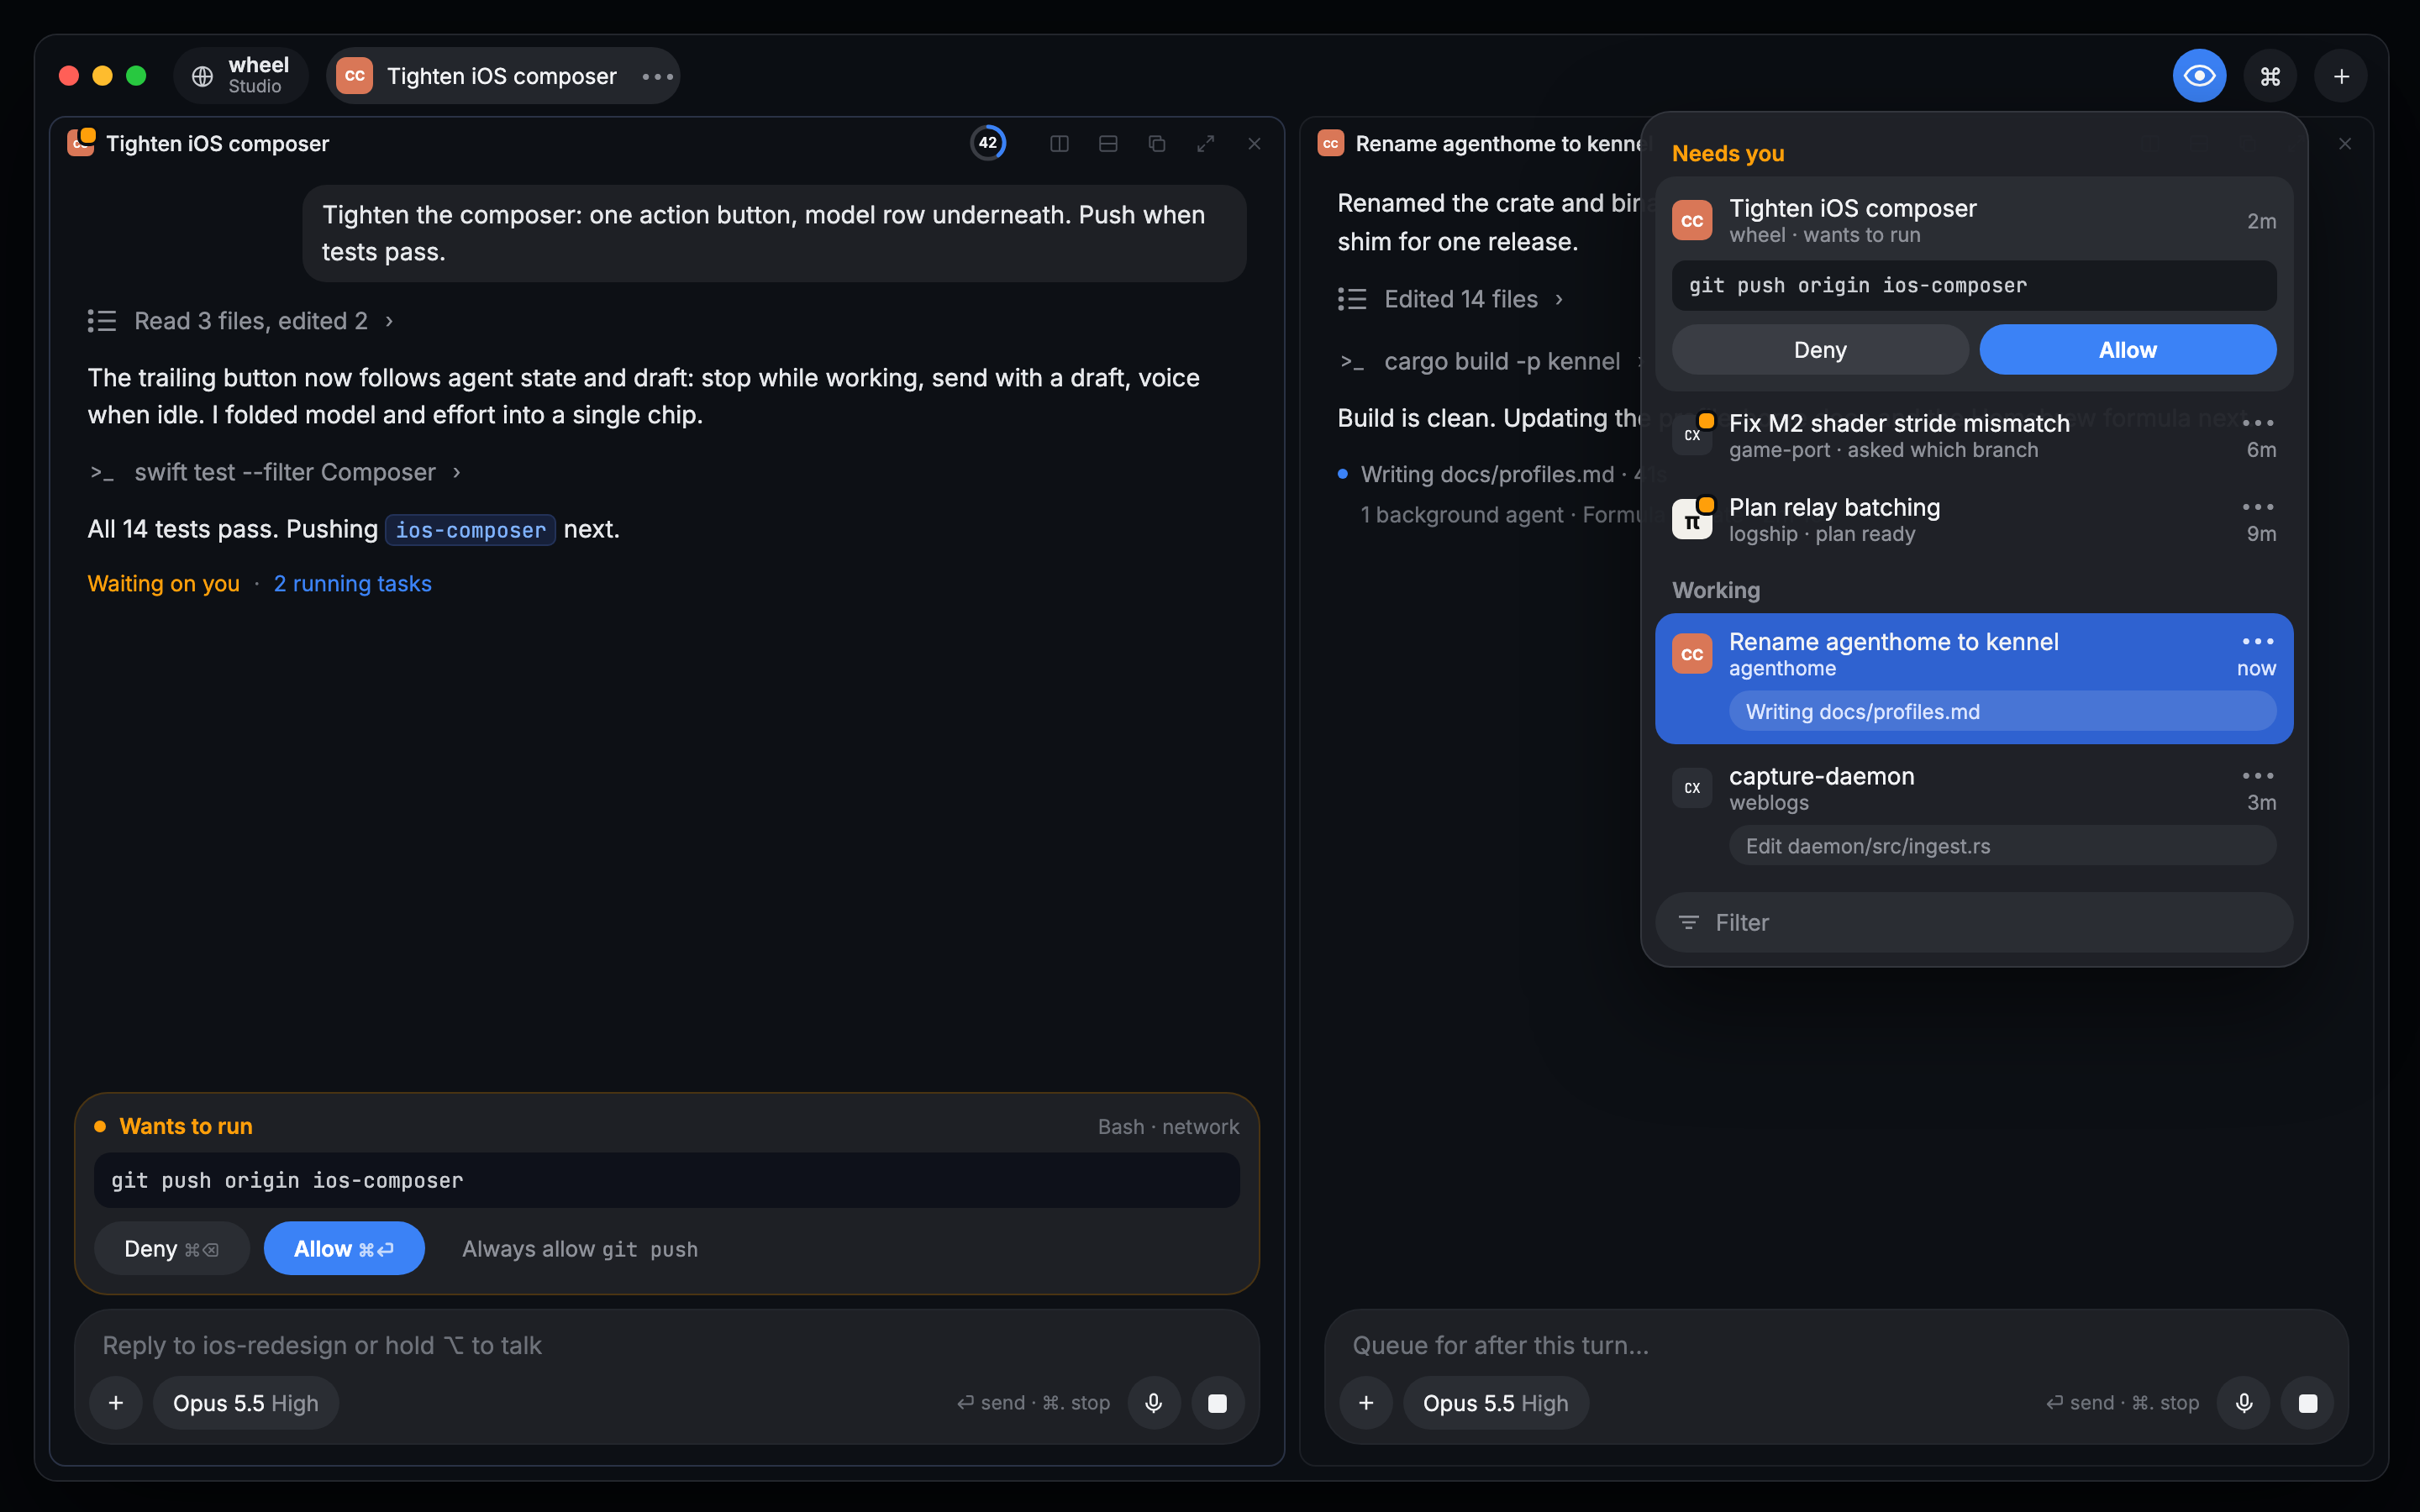 wheel
Studio
CC
Tighten iOS composer
Tighten iOS composer
42
Tighten the composer: one action button, model row underneath. Push when
tests pass.
Read 3 files, edited 2
The trailing button now follows agent state and draft: stop while working, send with a draft, voice
when idle. I folded model and effort into a single chip.
>_ swift test --filter Composer
All 14 tests pass. Pushing ios-composer next.
Waiting on you · 2 running tasks
Wants to run
Bash · network
git push origin ios-composer
Deny ⌘⌫
Allow ⌘⏎
Always allow git push
Reply to ios-redesign or hold ⌥ to talk
+
Opus 5.5 High
⏎ send · ⌘. stop
CC
Rename agenthome to kennel
Renamed the crate and
shim for one release.
Edited 14 files
>_ cargo build -p kennel
Build is clean. Updating the
Writing docs/profiles.md ·
1 background agent ·
Queue for after this turn...
+
Opus 5.5 High
⏎ send · ⌘. stop
⌘
+
Needs you
CC
Tighten iOS composer
wheel · wants to run
2m
git push origin ios-composer
Deny
Allow
CX
Fix M2 shader stride mismatch
game-port · asked which branch
6m
π
Plan relay batching
logship · plan ready
9m
Working
CC
Rename agenthome to kennel
agenthome
now
Writing docs/profiles.md
CX
capture-daemon
weblogs
3m
Edit daemon/src/ingest.rs
Filter